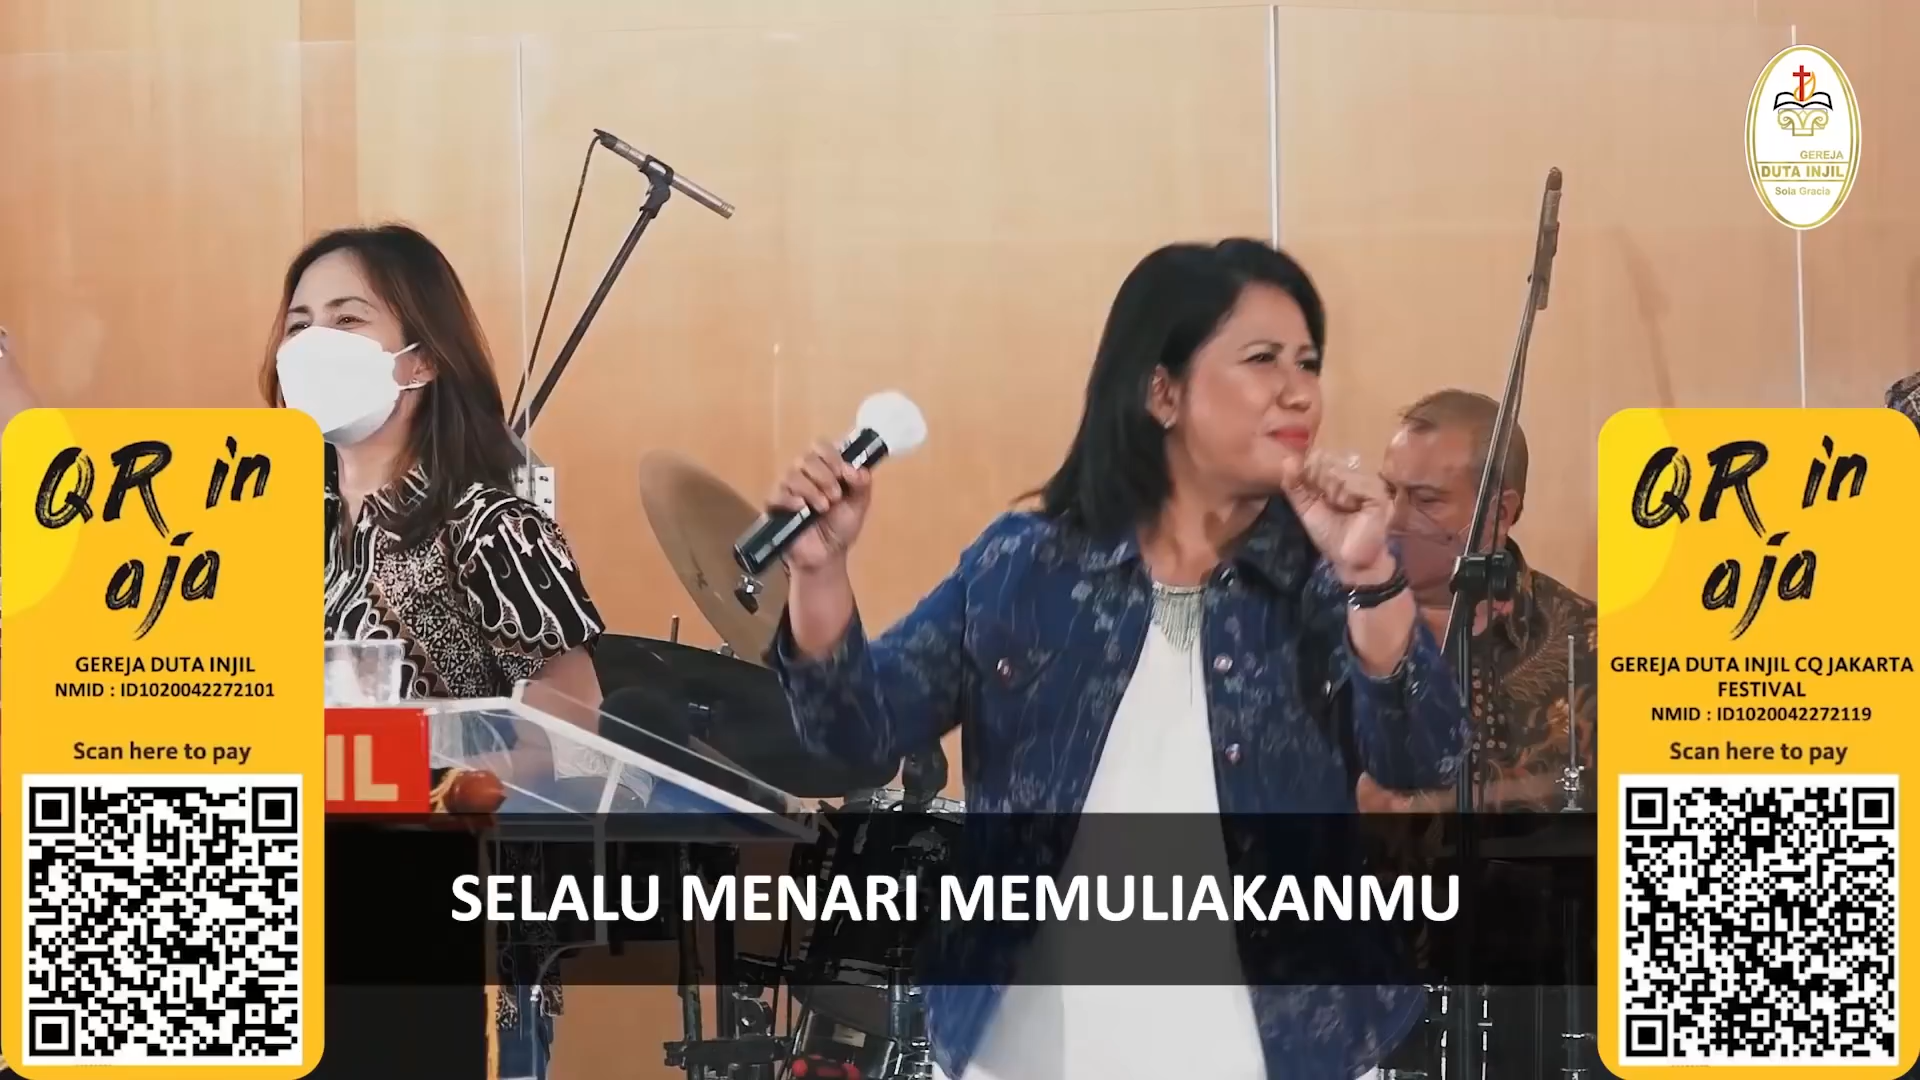 GEREJA
DUTA INJIL
Sola Gracia
QR in
aja
GEREJA DUTA INJIL
NMID : ID1020042272101
Scan here to pay
IL
SELALU MENARI MEMULIAKANMU
QR in
aja
GEREJA DUTA INJIL CQ JAKARTA
FESTIVAL
NMID : ID1020042272119
Scan here to pay